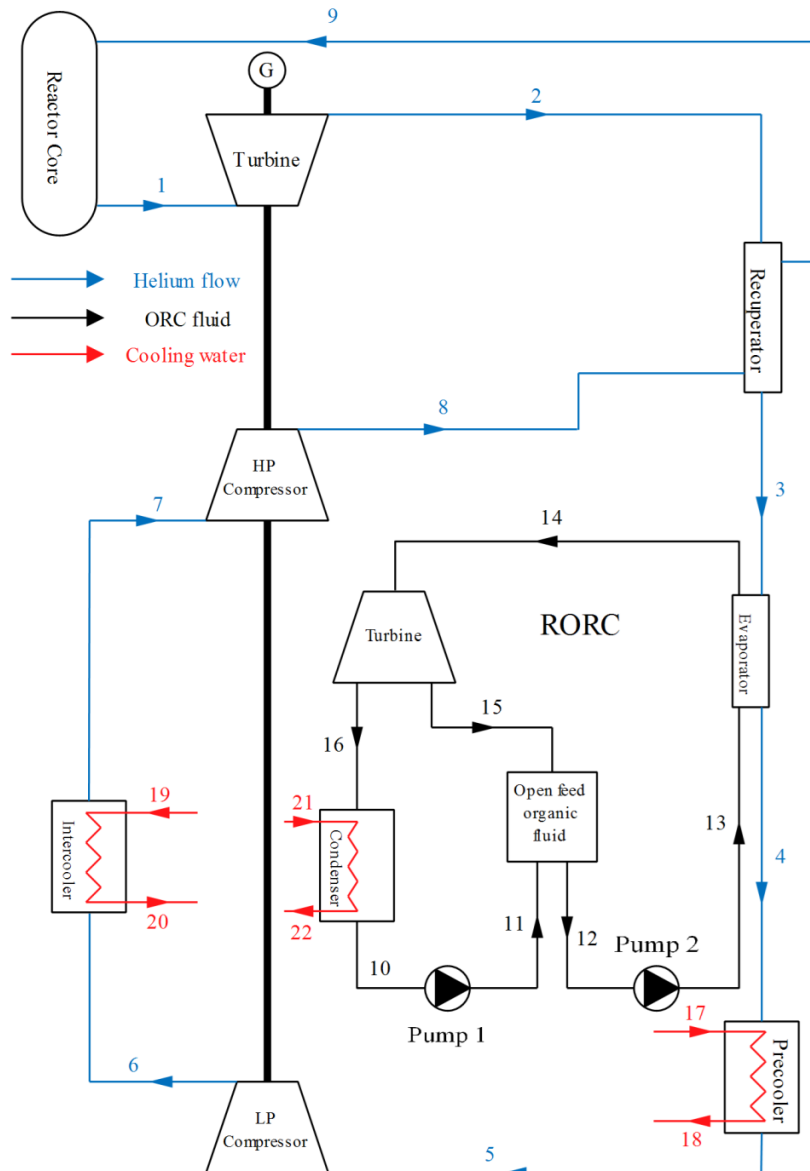 9
G
2
Reactor Core
Turbine
1
Helium flow
ORC fluid
Cooling water
Recuperator
8
HP
Compressor
7
3
14
RORC
Turbine
Evaporator
15
16
Open feed
organic
fluid
19
21
Intercooler
Condenser
13
4
20
22
11
12
10
Pump 2
Pump 1
17
Precooler
6
18
LP
Compressor
5